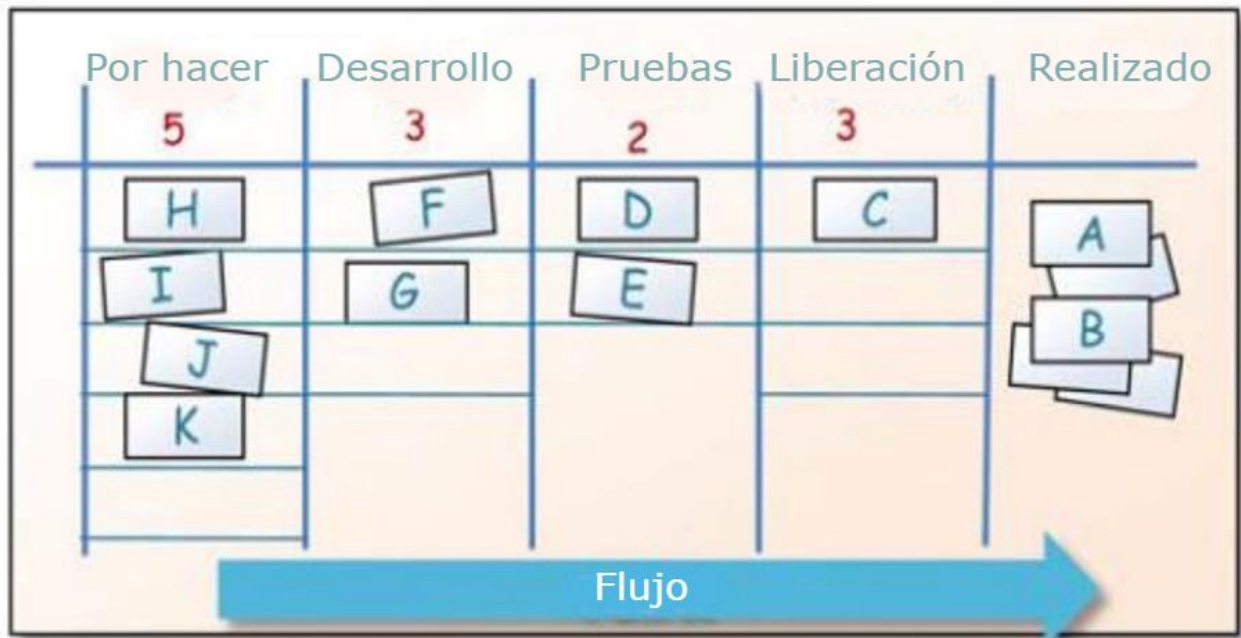 Por hacer Desarrollo Pruebas Liberación Realizado
5 3 2 3
H F D C
A
I G E
B
J
K
Flujo